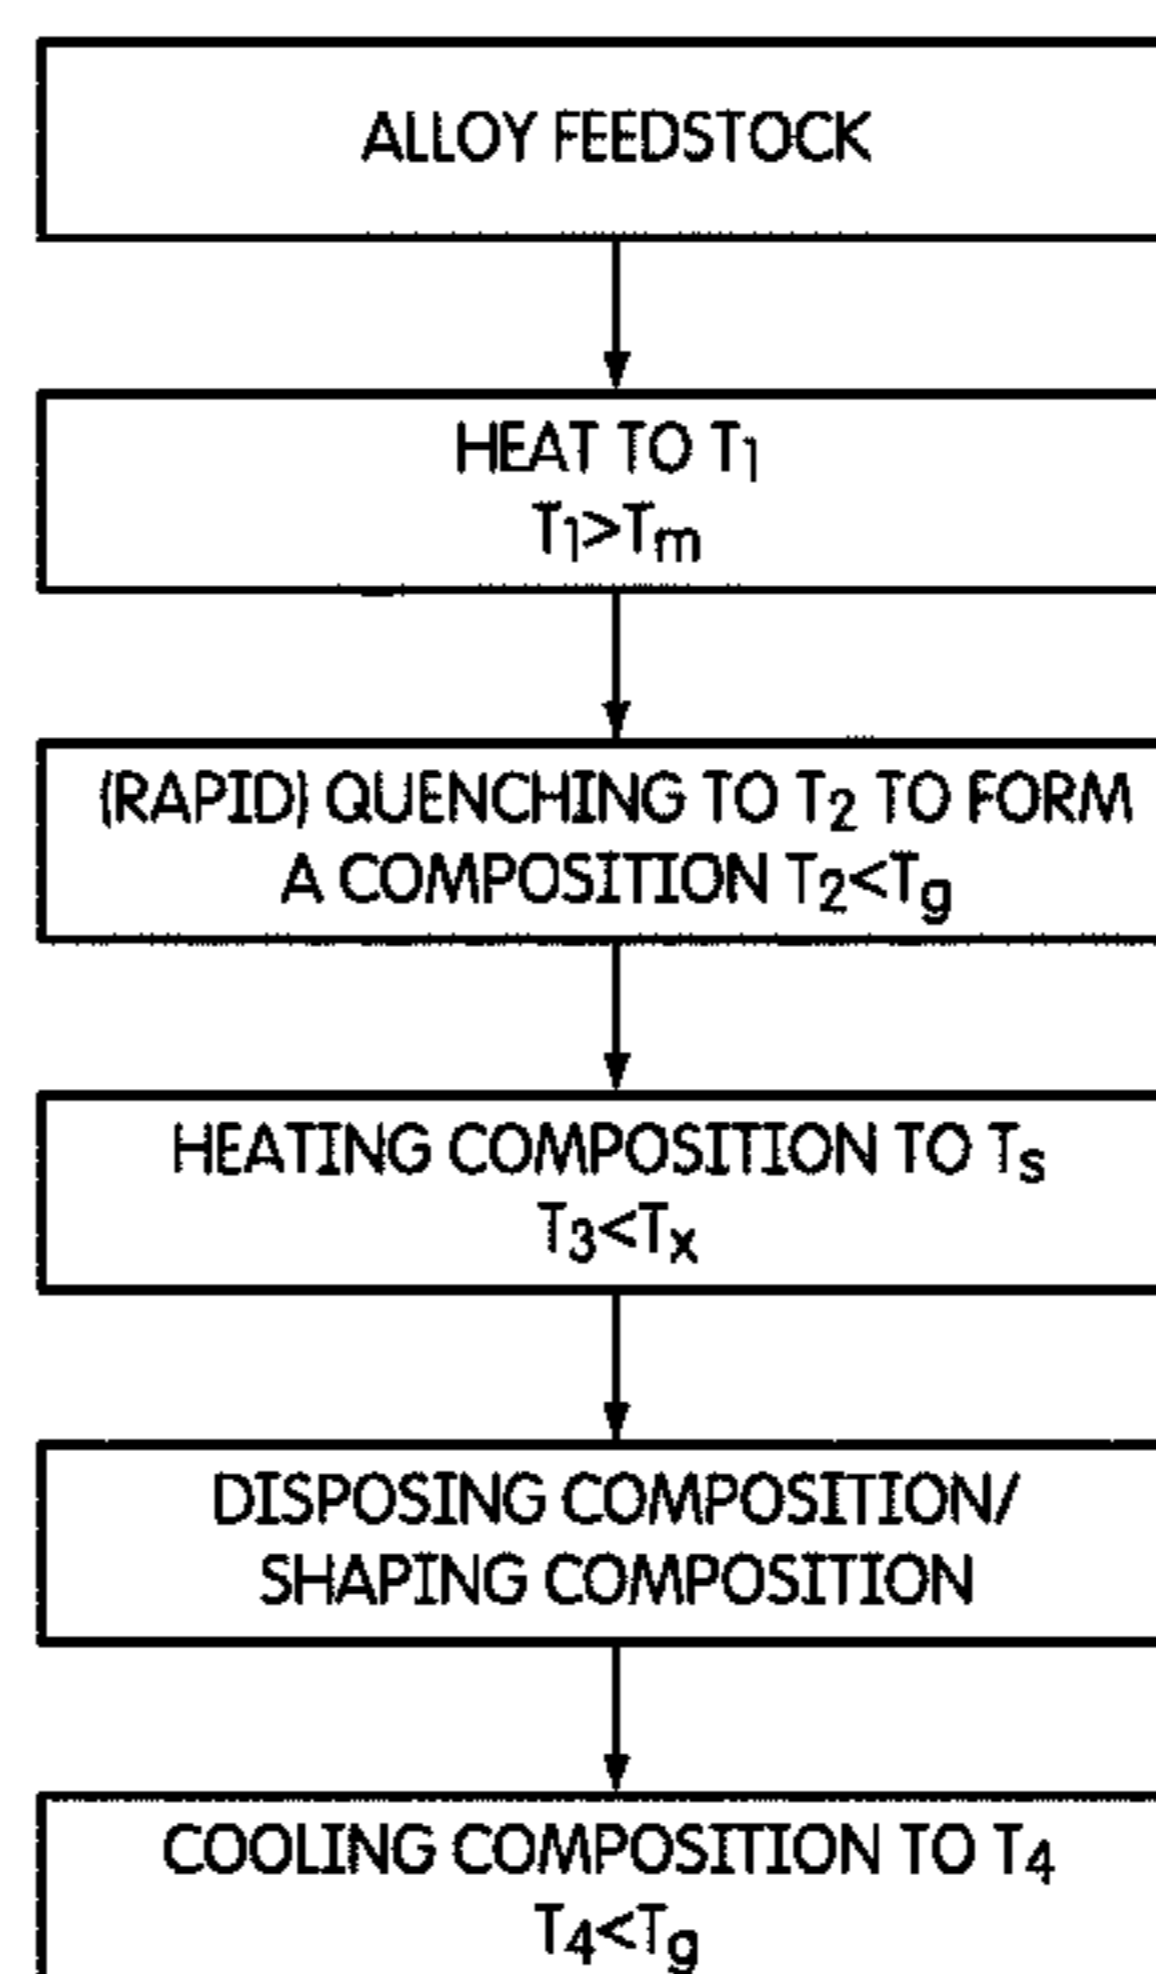 ALLOY FEEDSTOCK
HEAT TO T1
T1>Tm
(RAPID) QUENCHING TO T2 TO FORM
A COMPOSITION T2<Tg
HEATING COMPOSITION TO Ts
T3<Tx
DISPOSING COMPOSITION/
SHAPING COMPOSITION
COOLING COMPOSITION TO T4
T4<Tg